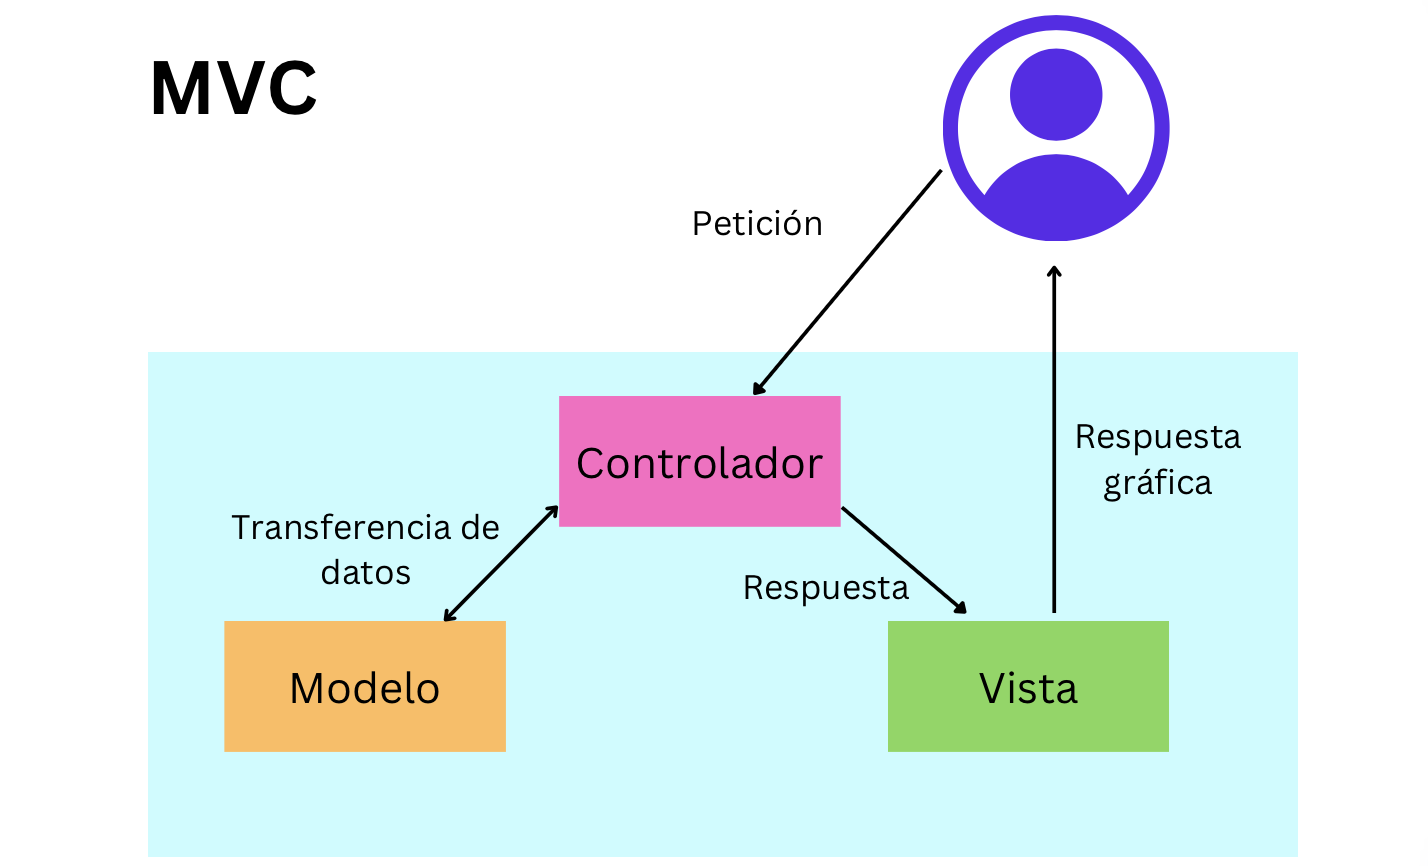 MVC
Petición
Controlador
Respuesta
gráfica
Transferencia de
datos
Respuesta
Modelo
Vista